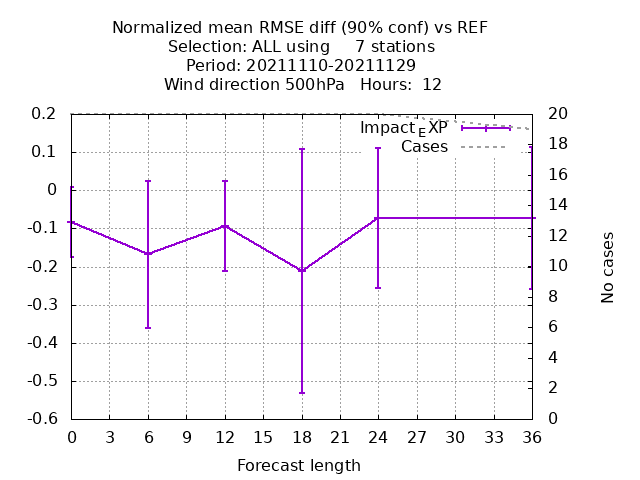 Normalized mean RMSE diff (90% conf) vs REF
Selection: ALL using     7 stations
Period: 20211110-20211129
Wind direction 500hPa   Hours:  12
0.2
0.1
0
-0.1
-0.2
-0.3
-0.4
-0.5
-0.6
Impact_EXP
Cases
20
18
16
14
12
10
8
6
4
2
0
No cases
0 3 6 9 12 15 18 21 24 27 30 33 36
Forecast length